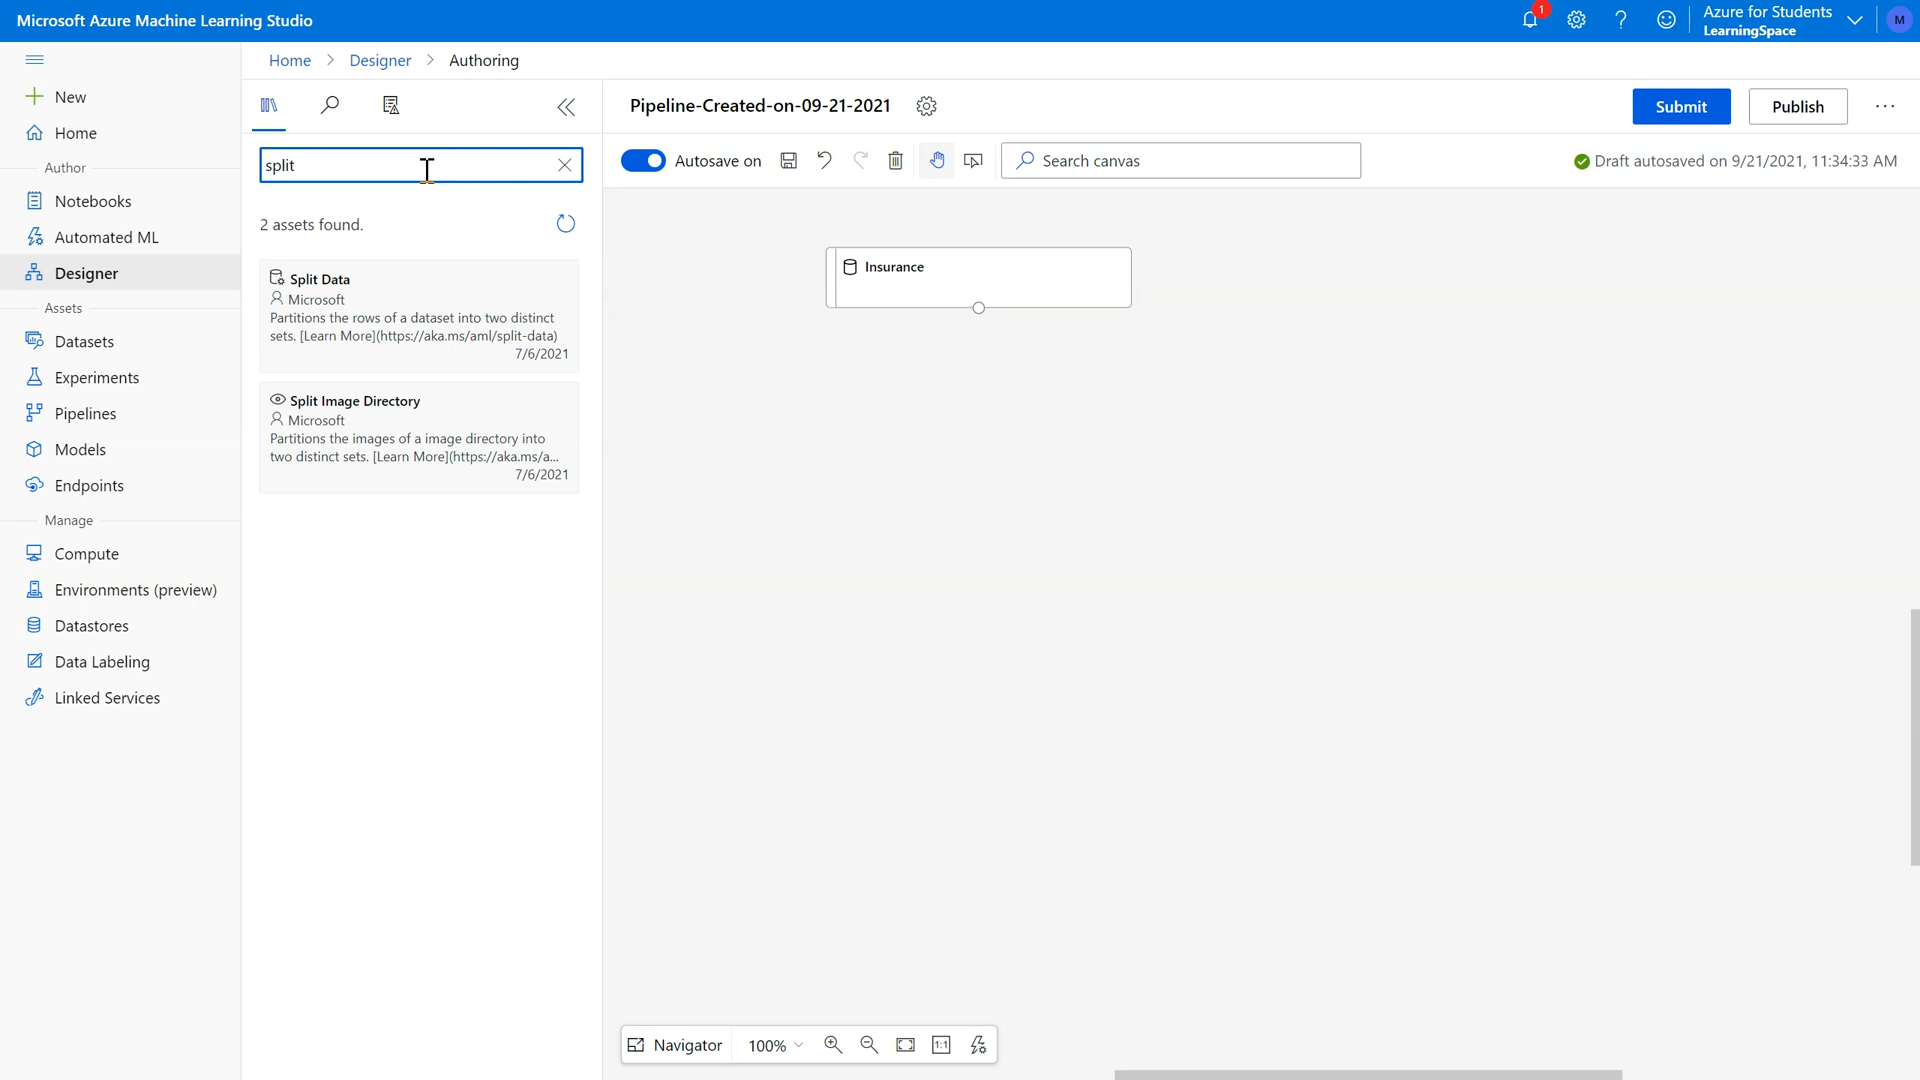 Microsoft Azure Machine Learning Studio
1
Azure for Students
LearningSpace
M
Home > Designer > Authoring
New
Home
Author
Notebooks
Automated ML
Designer
Assets
Datasets
Experiments
Pipelines
Models
Endpoints
Manage
Compute
Environments (preview)
Datastores
Data Labeling
Linked Services
split
2 assets found.
Split Data
Microsoft
Partitions the rows of a dataset into two distinct
sets. [Learn More](https://aka.ms/aml/split-data)
7/6/2021
Split Image Directory
Microsoft
Partitions the images of a image directory into
two distinct sets. [Learn More](https://aka.ms/a...
7/6/2021
Pipeline-Created-on-09-21-2021
Submit
Publish
Autosave on
Search canvas
Draft autosaved on 9/21/2021, 11:34:33 AM
Insurance
Navigator
100%
1:1